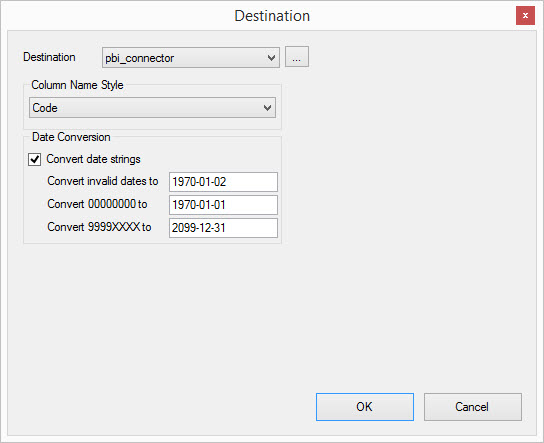 Destination
x
Destination pbi_connector ...
Column Name Style
Code
Date Conversion
Convert date strings
Convert invalid dates to 1970-01-02
Convert 00000000 to 1970-01-01
Convert 9999XXXX to 2099-12-31
OK Cancel